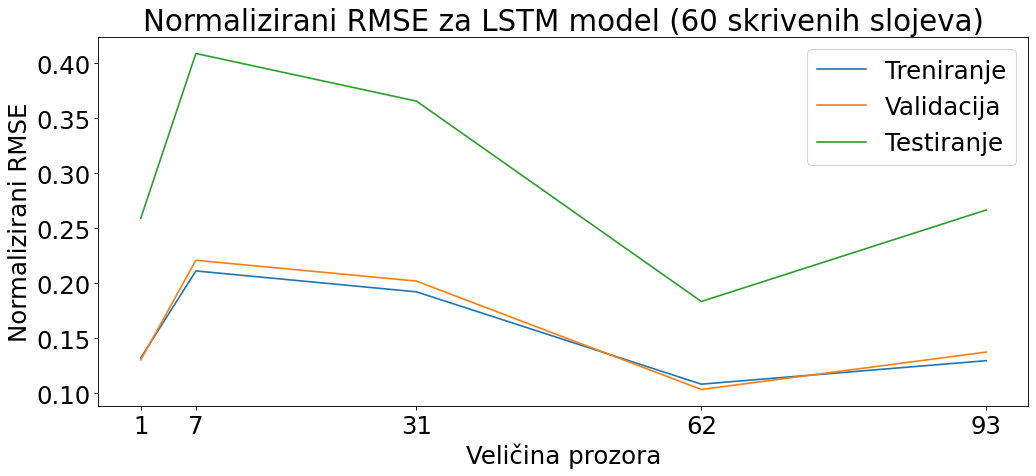 Normalizirani RMSE za LSTM model (60 skrivenih slojeva)
Normalizirani RMSE
0.40
0.35
0.30
0.25
0.20
0.15
0.10
Treniranje
Validacija
Testiranje
1 7 31 62 93
Veličina prozora